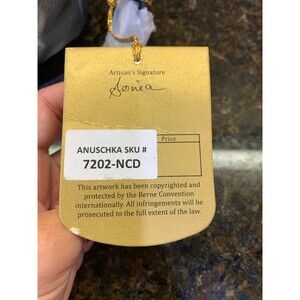 Artisan's Signature
Sonia
ANUSCHKA SKU #
7202-NCD
Price
This artwork has been copyrighted and
protected by the Berne Convention
internationally. All infringements will be
prosecuted to the full extent of the law.